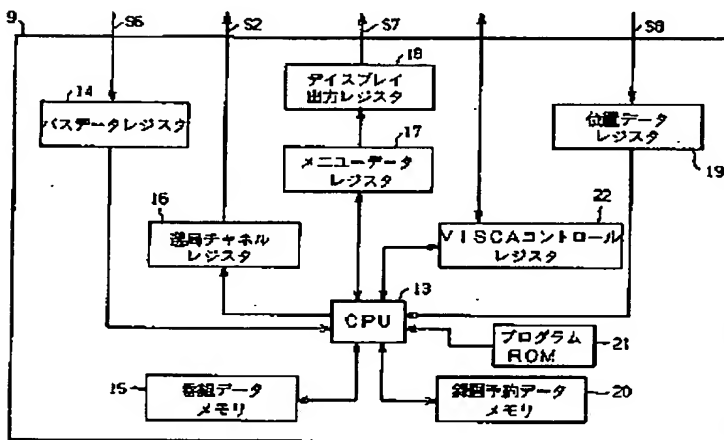 9
S6
S2
S7
S8
14
バスデータレジスタ
18
ディスプレイ
出力レジスタ
17
メニューデータ
レジスタ
位置データ
レジスタ
19
16
選局チャネル
レジスタ
22
VISCAコントロール
レジスタ
13
CPU
プログラム
ROM
21
15
番組データ
メモリ
録画予約データ
メモリ
20